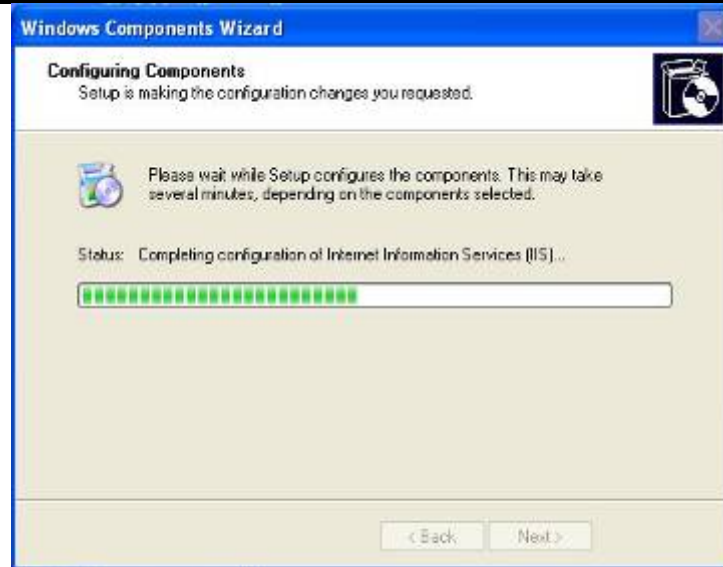 Windows Components Wizard
Configuring Components
Setup is making the configuration changes you requested.
Please wait while Setup configures the components. This may take
several minutes, depending on the components selected.
Status: Completing configuration of Internet Information Services (IIS)...
< Back Next >